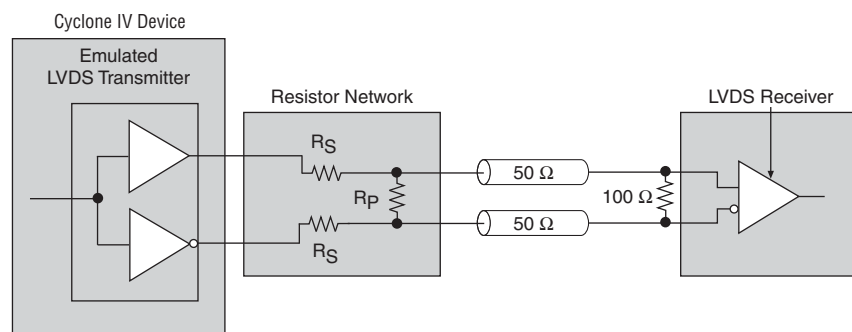 Cyclone IV Device
Emulated
LVDS Transmitter
Resistor Network
LVDS Receiver
RS
50 Ω
RP
100 Ω
50 Ω
RS